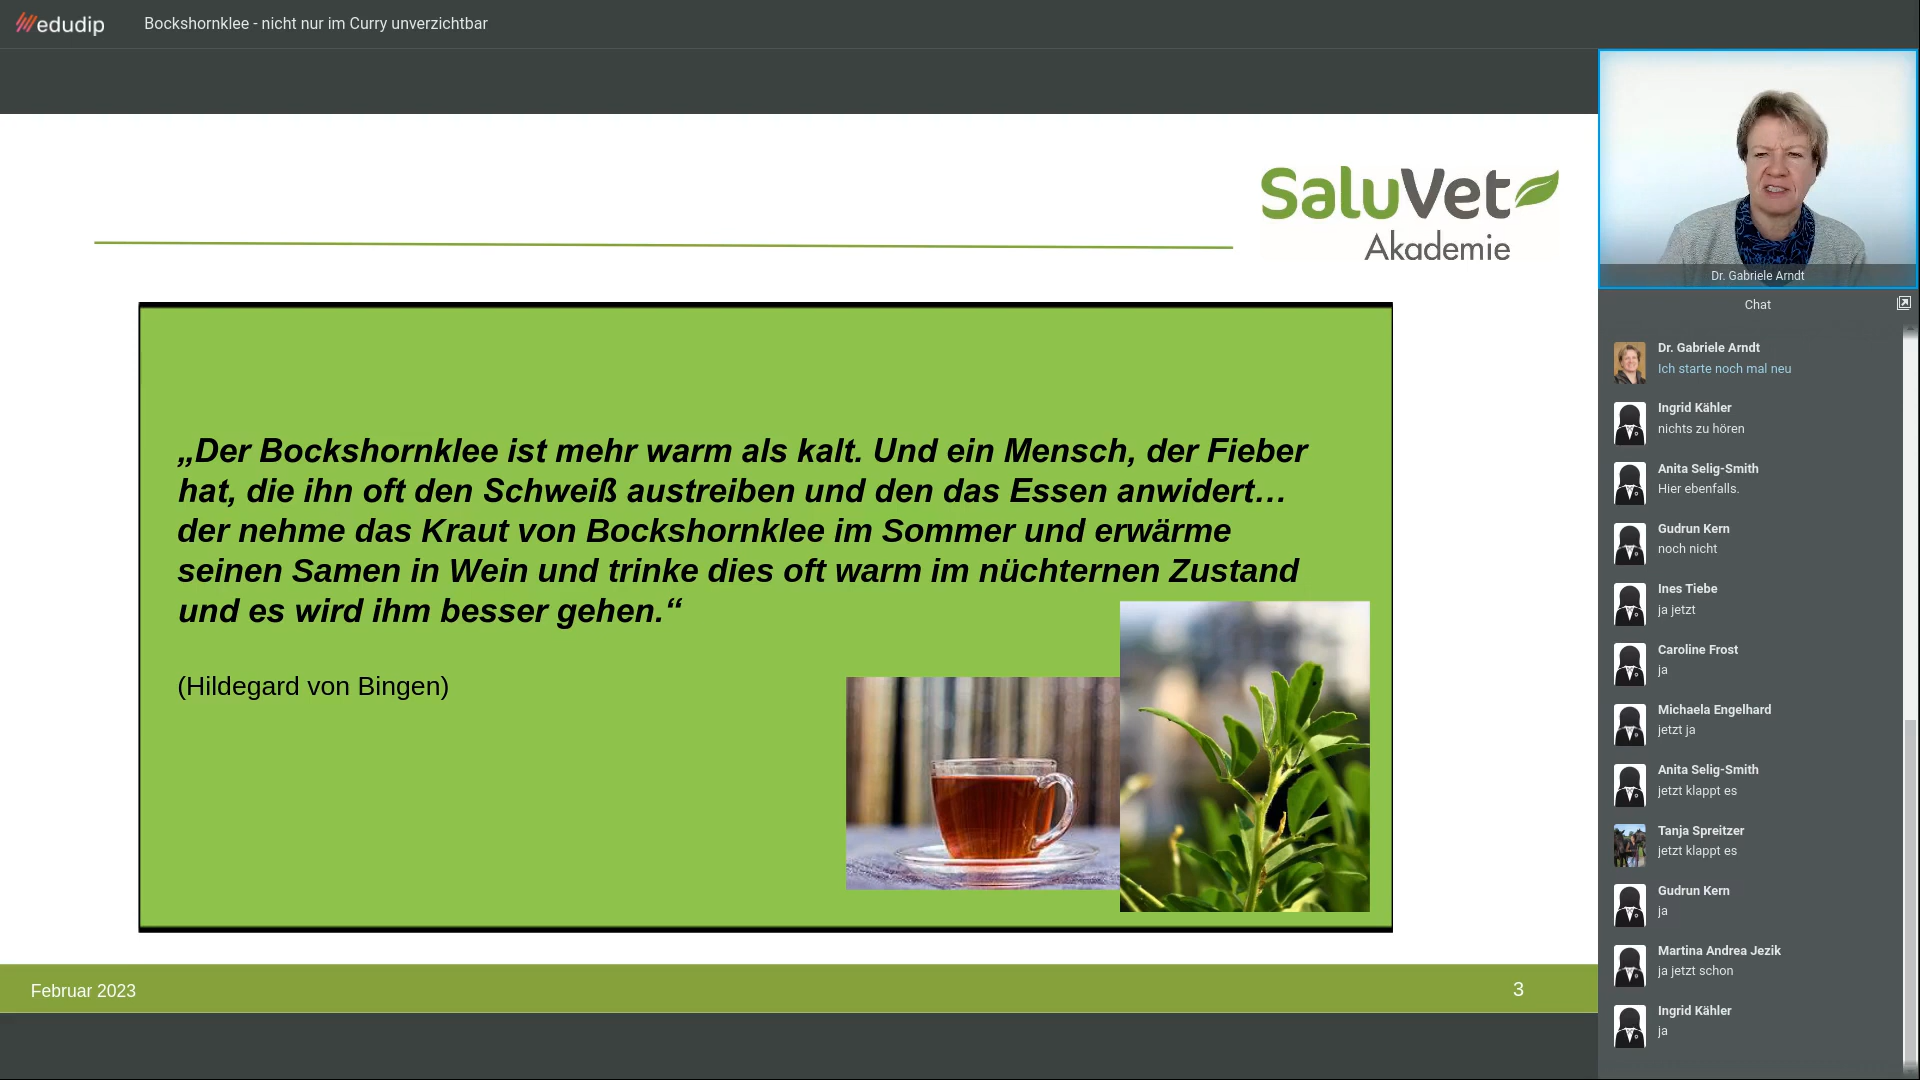 edudip
Bockshornklee - nicht nur im Curry unverzichtbar
SaluVet
Akademie
„Der Bockshornklee ist mehr warm als kalt. Und ein Mensch, der Fieber
hat, die ihn oft den Schweiß austreiben und den das Essen anwidert…
der nehme das Kraut von Bockshornklee im Sommer und erwärme
seinen Samen in Wein und trinke dies oft warm im nüchternen Zustand
und es wird ihm besser gehen.“
(Hildegard von Bingen)
Februar 2023
3
Dr. Gabriele Arndt
Chat
Dr. Gabriele Arndt
Ich starte noch mal neu
Ingrid Kähler
nichts zu hören
Anita Selig-Smith
Hier ebenfalls.
Gudrun Kern
noch nicht
Ines Tiebe
ja jetzt
Caroline Frost
ja
Michaela Engelhard
jetzt ja
Anita Selig-Smith
jetzt klappt es
Tanja Spreitzer
jetzt klappt es
Gudrun Kern
ja
Martina Andrea Jezik
ja jetzt schon
Ingrid Kähler
ja